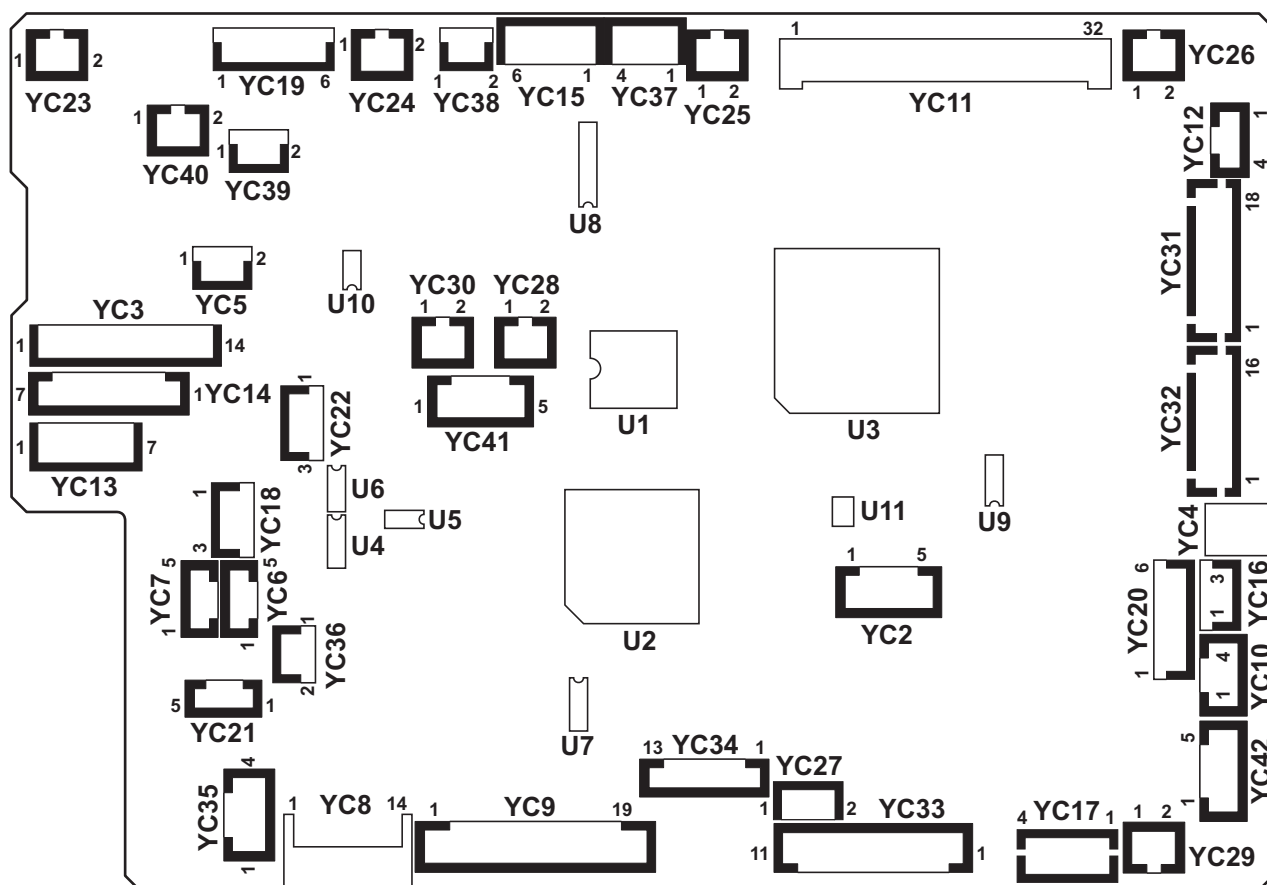 1 2
YC23
1 6
YC19
1 2
YC24
1 2
YC38
6 1
YC15
4 1
YC37
1 2
YC25
1 32
YC11
1 2
YC26
1 2
YC40
1 2
YC39
U8
1 4
YC12
18 1
YC31
1 2
YC5
U10
1 2
YC30
1 2
YC28
YC3
1 14
7 1
YC14
1 7
YC13
1 3
YC22
1 5
YC41
U1
U3
16 1
YC32
U6
U4
U5
U11
U9
YC4
1 3
YC18
5 1
YC7
5 1
YC6
U2
1 5
YC2
6 1
YC20
3 1
YC16
4 1
YC10
1 2
YC36
5 1
YC21
U7
13 1
YC34
YC27
1 2
5 1
YC42
4 1
YC35
1 14
YC8
1 19
YC9
YC33
11 1
4 1
YC17
1 2
YC29